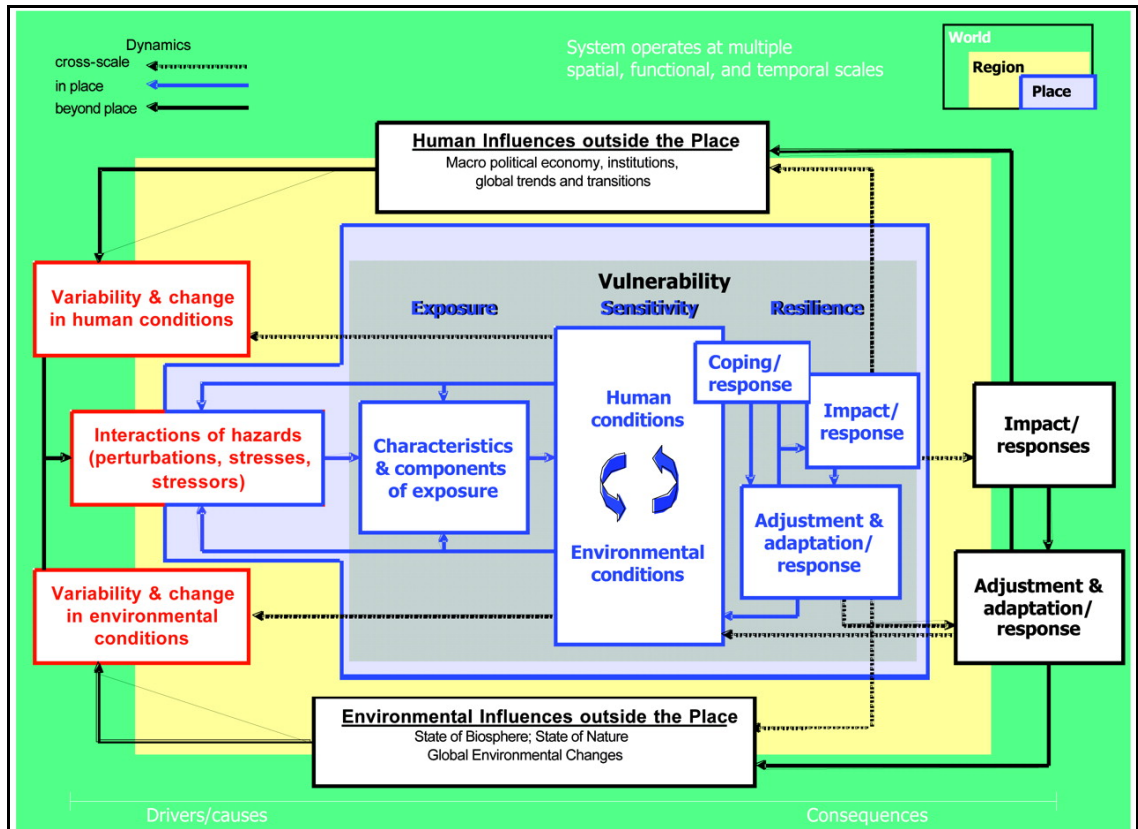 Dynamics
cross-scale
in place
beyond place
System operates at multiple
spatial, functional, and temporal scales
World
Region
Place
Human Influences outside the Place
Macro political economy, institutions,
global trends and transitions
Vulnerability
Exposure
Sensitivity
Resilience
Variability & change
in human conditions
Interactions of hazards
(perturbations, stresses,
stressors)
Variability & change
in environmental
conditions
Characteristics
& components
of exposure
Human
conditions
Environmental
conditions
Coping/
response
Impact/
response
Adjustment &
adaptation/
response
Impact/
responses
Adjustment &
adaptation/
response
Environmental Influences outside the Place
State of Biosphere; State of Nature
Global Environmental Changes
Drivers/causes
Consequences